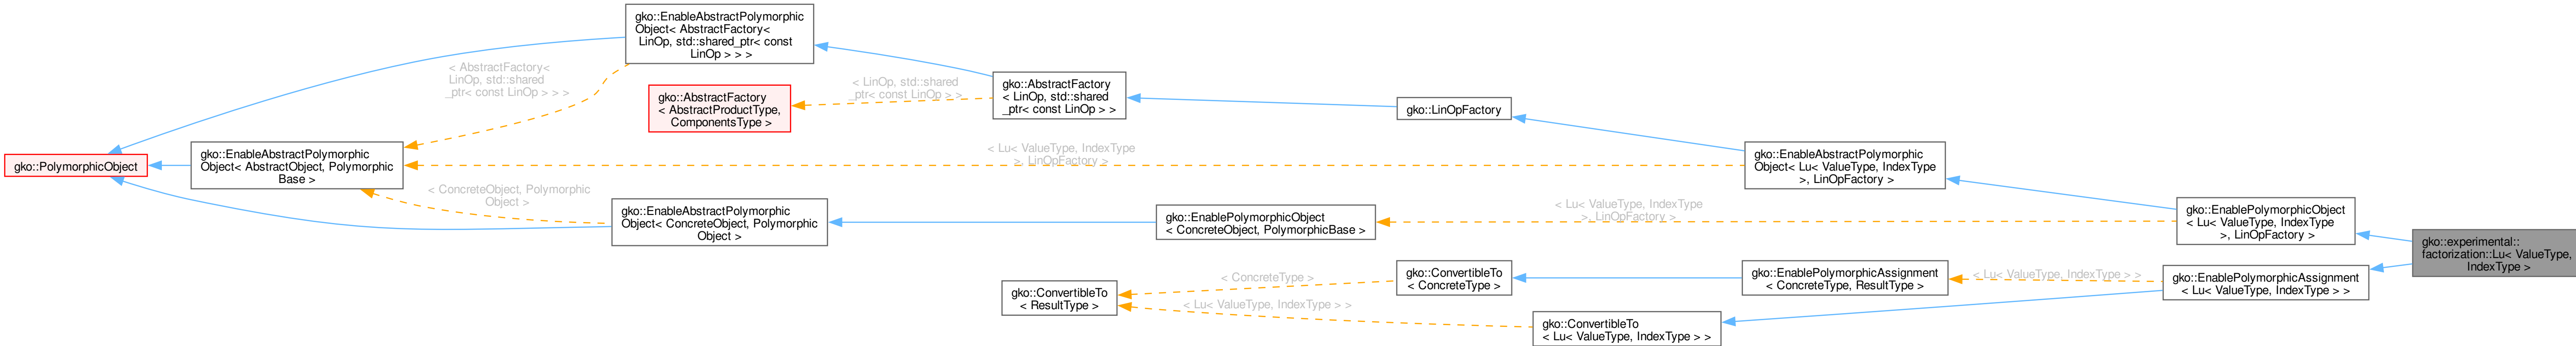 gko::EnableAbstractPolymorphic
Object< AbstractFactory<
LinOp, std::shared_ptr< const
LinOp > > >
< AbstractFactory<
LinOp, std::shared
_ptr< const LinOp > > >
gko::AbstractFactory
< AbstractProductType,
ComponentsType >
< LinOp, std::shared
_ptr< const LinOp > >
gko::AbstractFactory
< LinOp, std::shared
_ptr< const LinOp > >
gko::LinOpFactory
gko::PolymorphicObject
gko::EnableAbstractPolymorphic
Object< AbstractObject, Polymorphic
Base >
< Lu< ValueType, IndexType
>, LinOpFactory >
gko::EnableAbstractPolymorphic
Object< Lu< ValueType, IndexType
>, LinOpFactory >
< ConcreteObject, Polymorphic
Object >
gko::EnableAbstractPolymorphic
Object< ConcreteObject, Polymorphic
Object >
gko::EnablePolymorphicObject
< ConcreteObject, PolymorphicBase >
< Lu< ValueType, IndexType
>, LinOpFactory >
gko::EnablePolymorphicObject
< Lu< ValueType, IndexType
>, LinOpFactory >
gko::experimental::
factorization::Lu< ValueType,
IndexType >
gko::ConvertibleTo
< ResultType >
< ConcreteType >
gko::ConvertibleTo
< ConcreteType >
gko::EnablePolymorphicAssignment
< ConcreteType, ResultType >
< Lu< ValueType, IndexType > >
gko::EnablePolymorphicAssignment
< Lu< ValueType, IndexType > >
< Lu< ValueType, IndexType > >
gko::ConvertibleTo
< Lu< ValueType, IndexType > >